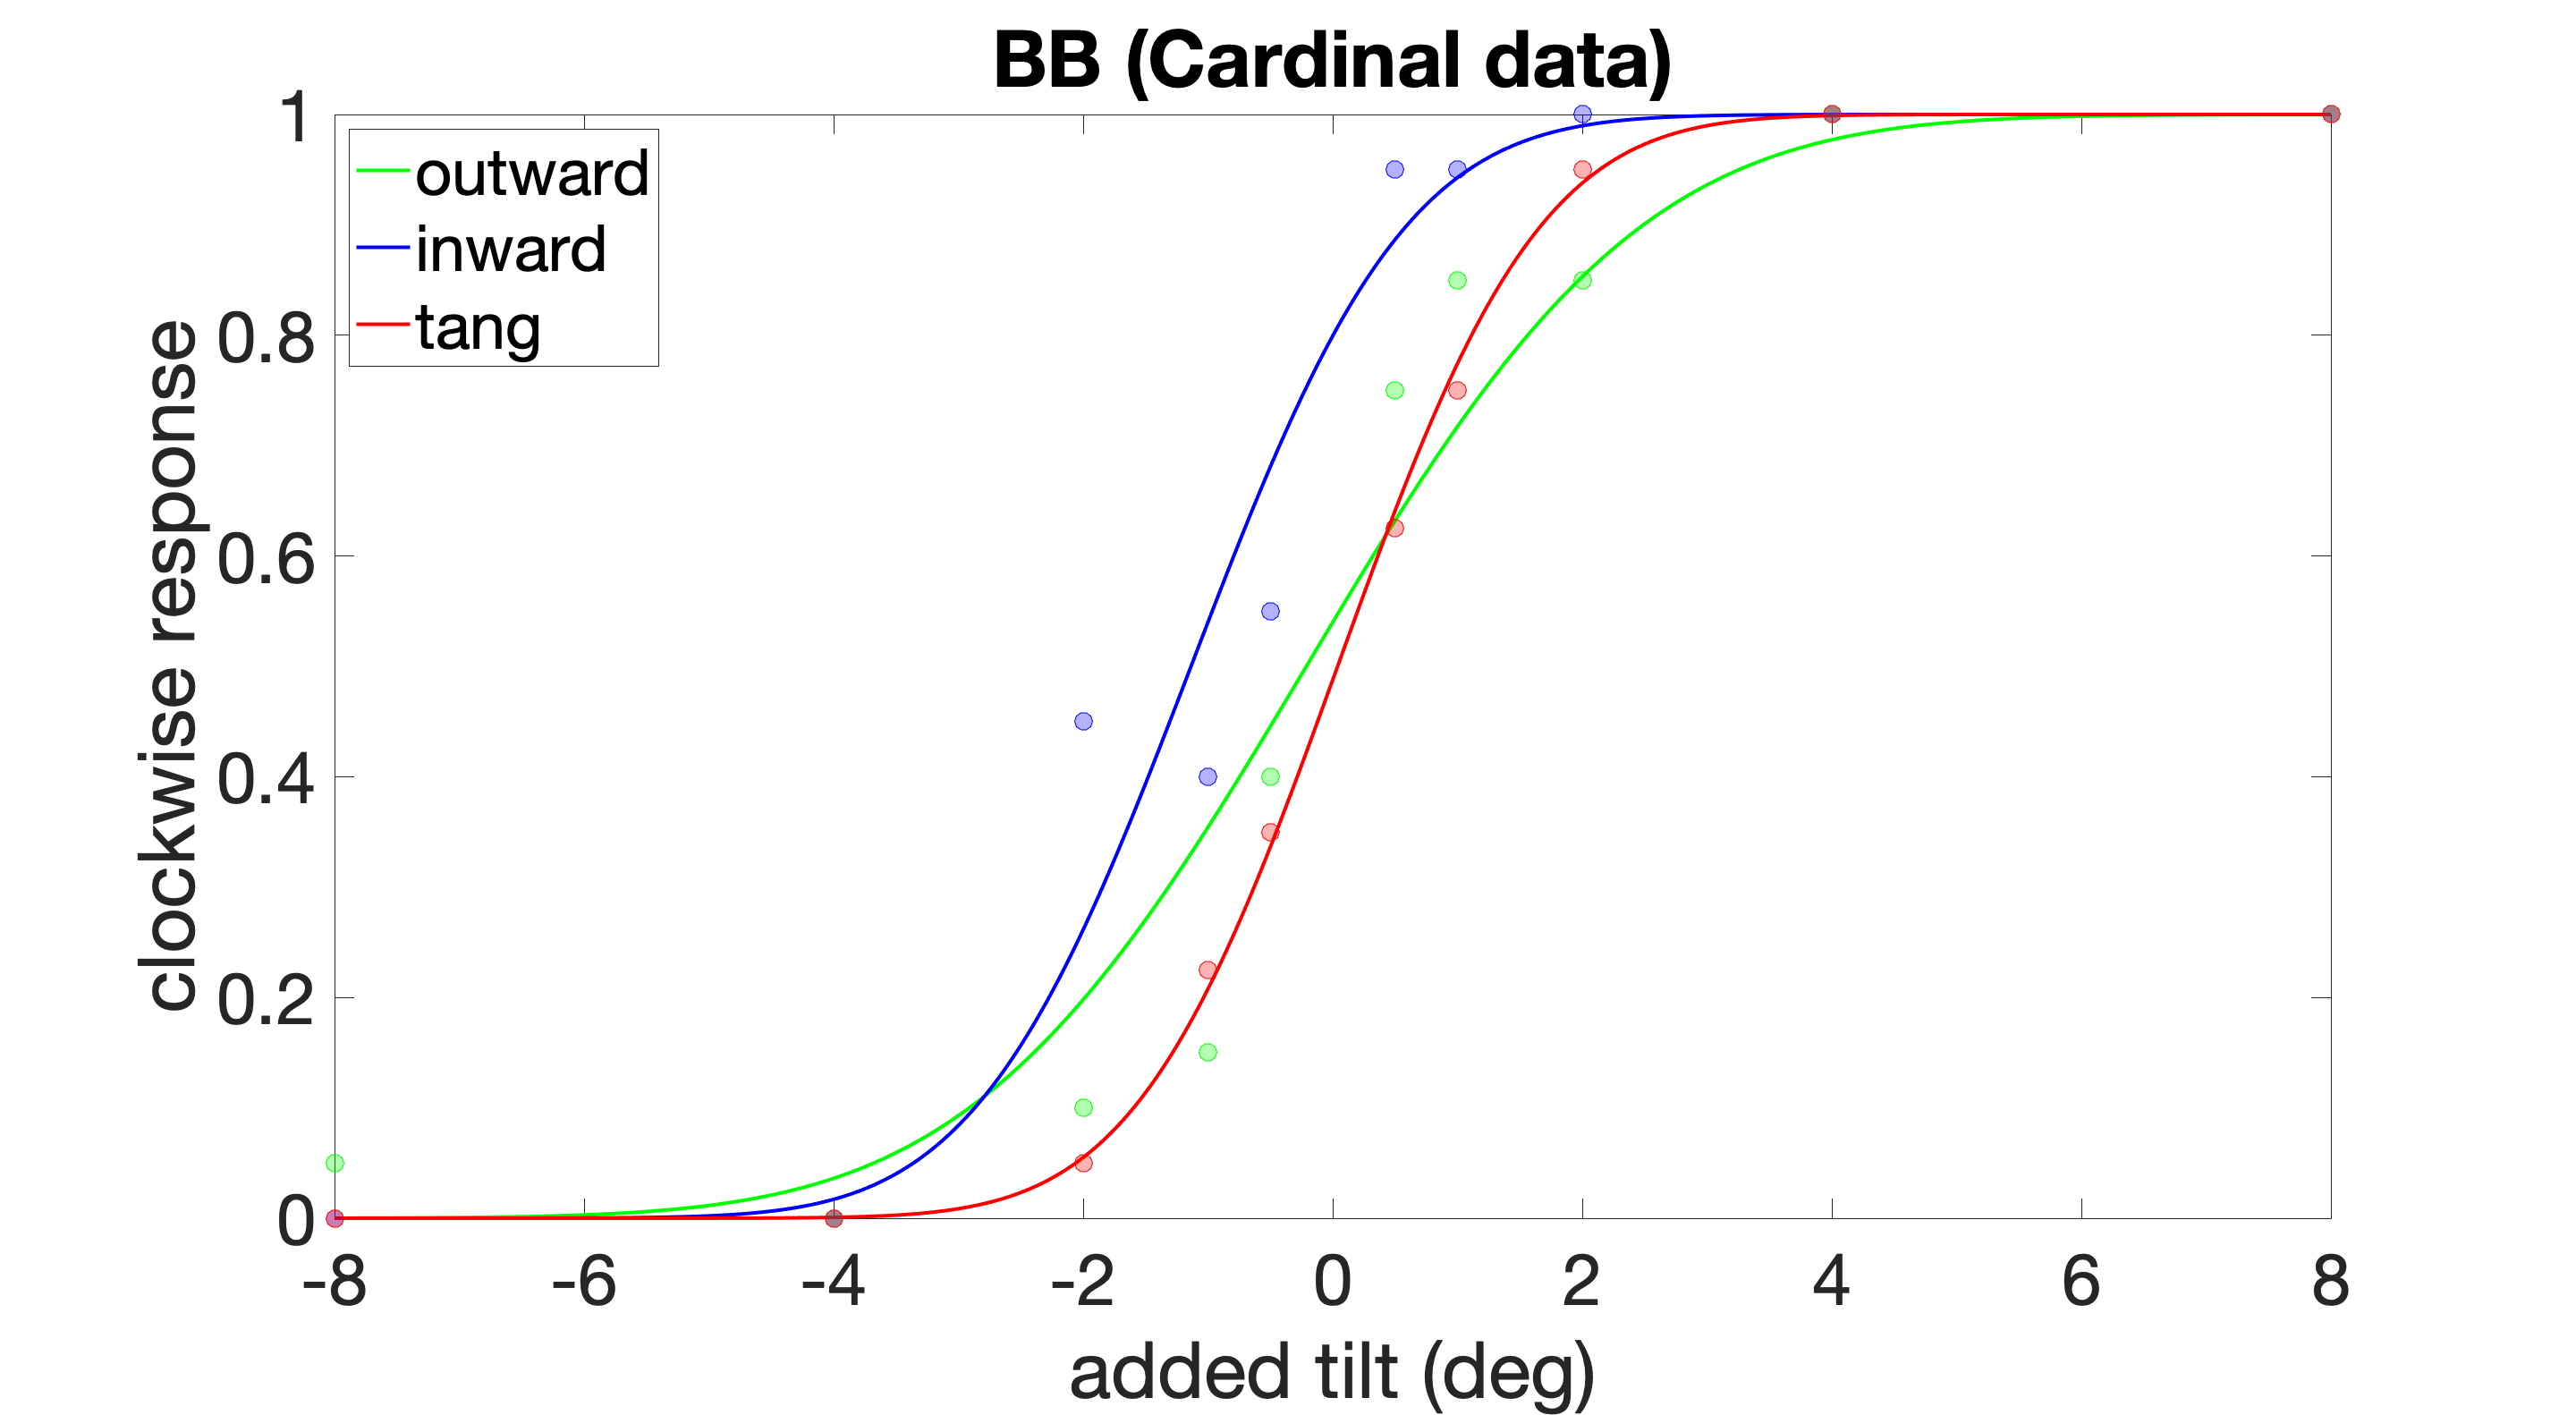 BB (Cardinal data)
outward
inward
tang
clockwise response
1
0.8
0.6
0.4
0.2
0
-8 -6 -4 -2 0 2 4 6 8
added tilt (deg)